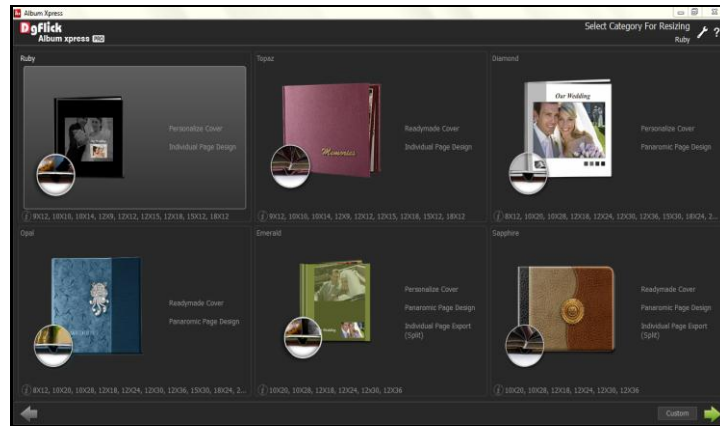 Album Xpress
DgFlick
Album xpress PRO
Select Category For Resizing
Ruby
?
Ruby
Personalize Cover
Individual Page Design
9X12, 10X10, 10X14, 12X9, 12X12, 12X15, 12X18, 15X12, 18X12
Topaz
Memories
Readymade Cover
Individual Page Design
9X12, 10X10, 10X14, 12X9, 12X12, 12X15, 12X18, 15X12, 18X12
Diamond
Our Wedding
Personalize Cover
Panaromic Page Design
8X12, 10X20, 10X28, 12X18, 12X24, 12X30, 12X36, 15X30, 18X24, 2...
Opal
Readymade Cover
Panaromic Page Design
8X12, 10X20, 10X28, 12X18, 12X24, 12X30, 12X36, 15X30, 18X24, 2...
Emerald
Wedding
Personalize Cover
Panaromic Page Design
Individual Page Export
(Split)
10X20, 10X28, 12X18, 12X24, 12x30, 12X36
Sapphire
Readymade Cover
Panaromic Page Design
Individual Page Export
(Split)
10X20, 10X28, 12X18, 12X24, 12X30, 12X36
Custom